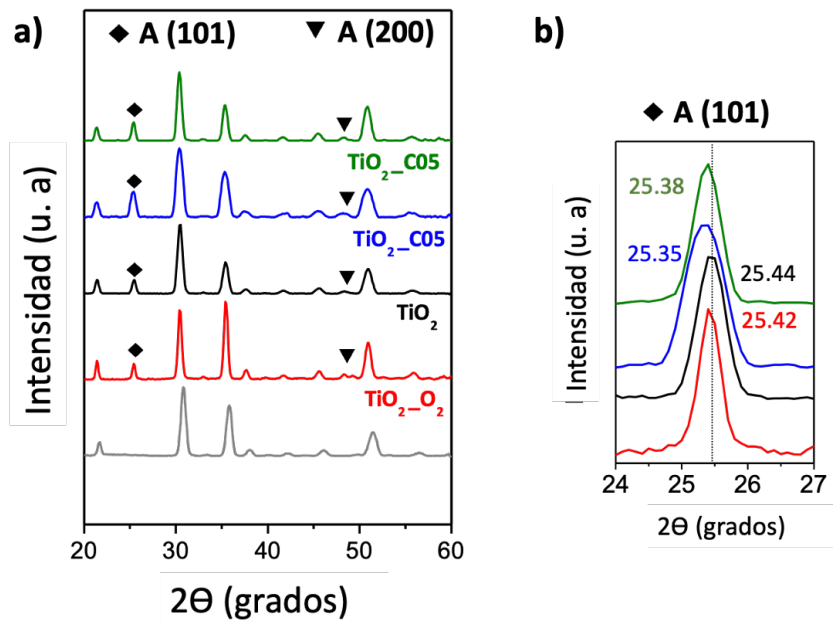 a)
◆ A (101) ▼ A (200)
Intensidad (u. a)
TiO₂_C05
TiO₂_C05
TiO₂
TiO₂_O₂
20 30 40 50 60
2Θ (grados)
b)
◆ A (101)
Intensidad (u. a)
25.38
25.35
25.44
25.42
24 25 26 27
2Θ (grados)